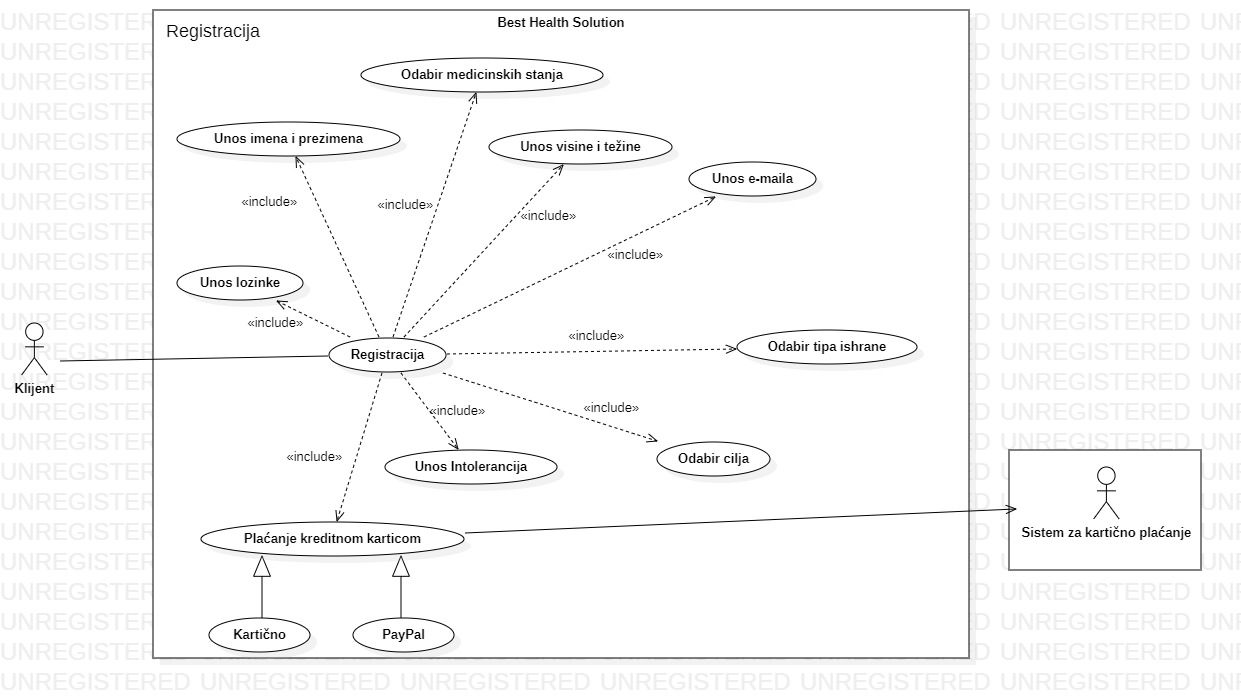 Best Health Solution
Registracija
Odabir medicinskih stanja
Unos imena i prezimena
Unos visine i težine
Unos e-maila
«include»
«include»
«include»
«include»
Unos lozinke
«include»
Registracija
«include»
Odabir tipa ishrane
Klijent
«include»
«include»
«include»
Unos Intolerancija
Odabir cilja
Plaćanje kreditnom karticom
Sistem za kartično plaćanje
Kartično
PayPal
UNREGISTERED UNREGISTERED UNREGISTERED UNREGISTERED UNREGISTERED UNREGISTERED